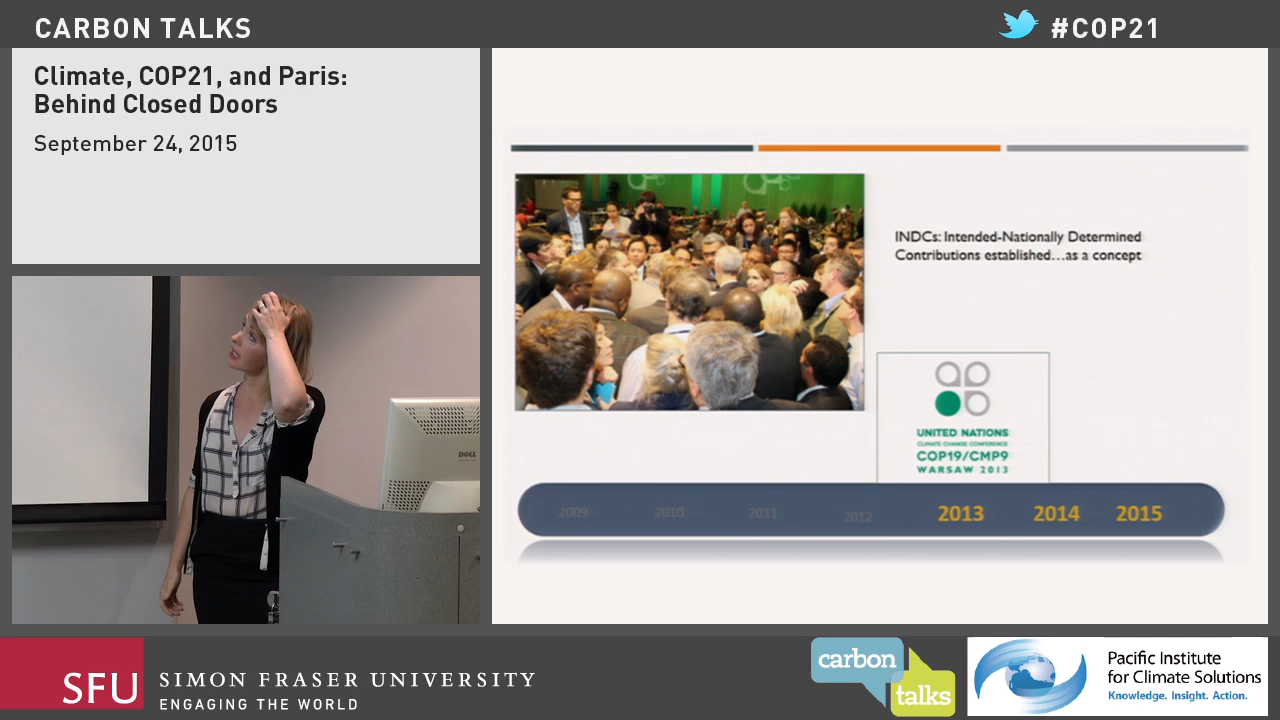 CARBON TALKS
#COP21
Climate, COP21, and Paris:
Behind Closed Doors
September 24, 2015
INDCs: Intended-Nationally Determined
Contributions established...as a concept
UNITED NATIONS
CLIMATE CHANGE CONFERENCE
COP19/CMP9
WARSAW 2013
2009 2010 2011 2012 2013 2014 2015
DELL
SFU
SIMON FRASER UNIVERSITY
ENGAGING THE WORLD
carbon
talks
Pacific Institute
for Climate Solutions
Knowledge. Insight. Action.